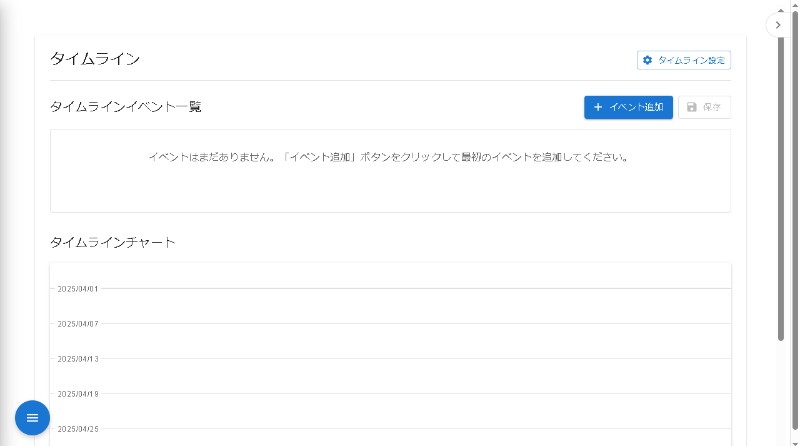 タイムライン
タイムライン設定
タイムラインイベント一覧
イベント追加
保存
イベントはまだありません。「イベント追加」ボタンをクリックして最初のイベントを追加してください。
タイムラインチャート
2025/04/01
2025/04/07
2025/04/13
2025/04/19
2025/04/25